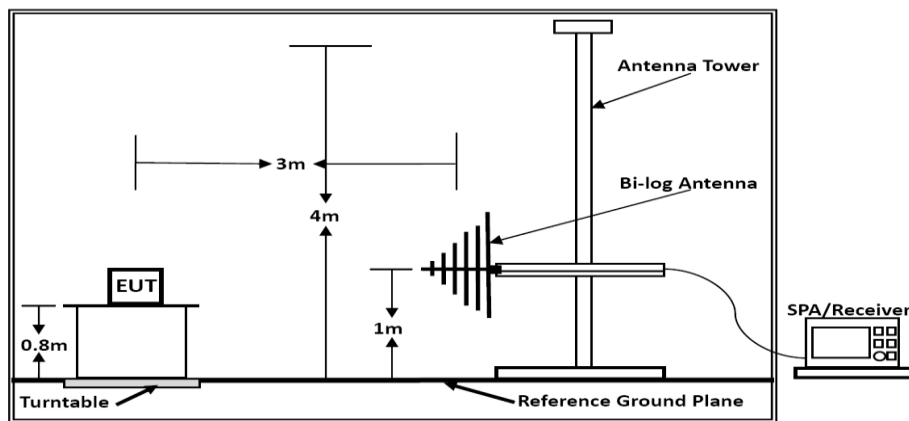 Antenna Tower
3m
Bi-log Antenna
4m
EUT
SPA/Receiver
1m
0.8m
Turntable
Reference Ground Plane